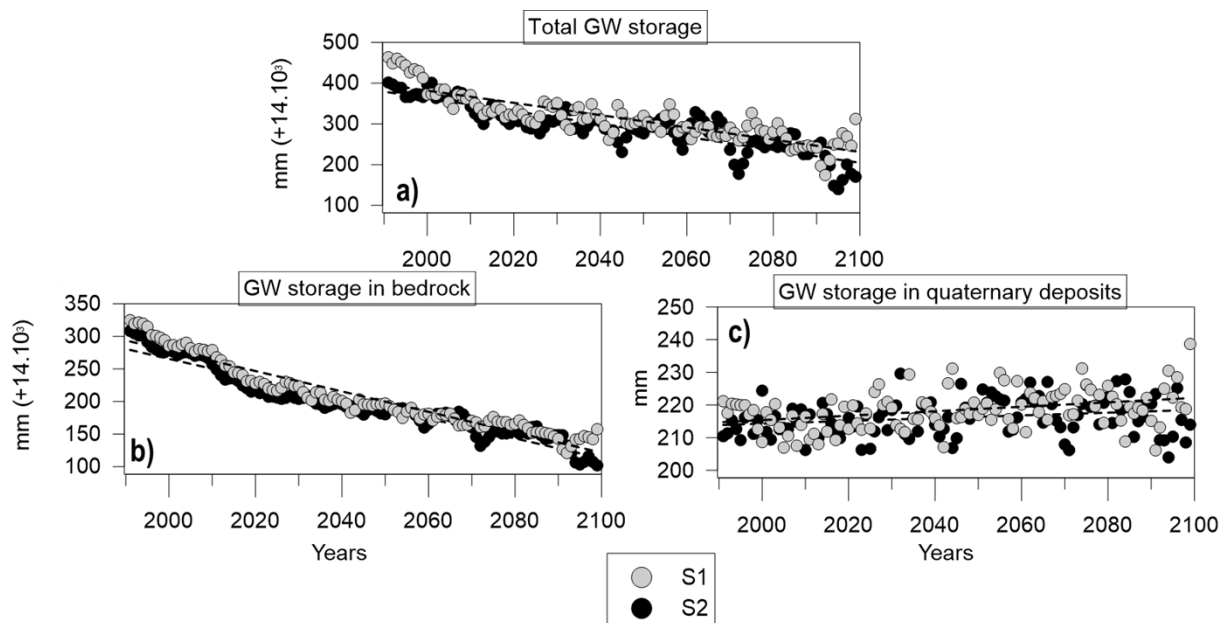 Total GW storage
500
400
300
200
100
mm (+14.10³)
a)
2000 2020 2040 2060 2080 2100
GW storage in bedrock
350
300
250
200
150
100
mm (+14.10³)
b)
2000 2020 2040 2060 2080 2100
Years
GW storage in quaternary deposits
250
240
230
220
210
200
mm
c)
2000 2020 2040 2060 2080 2100
Years
S1
S2